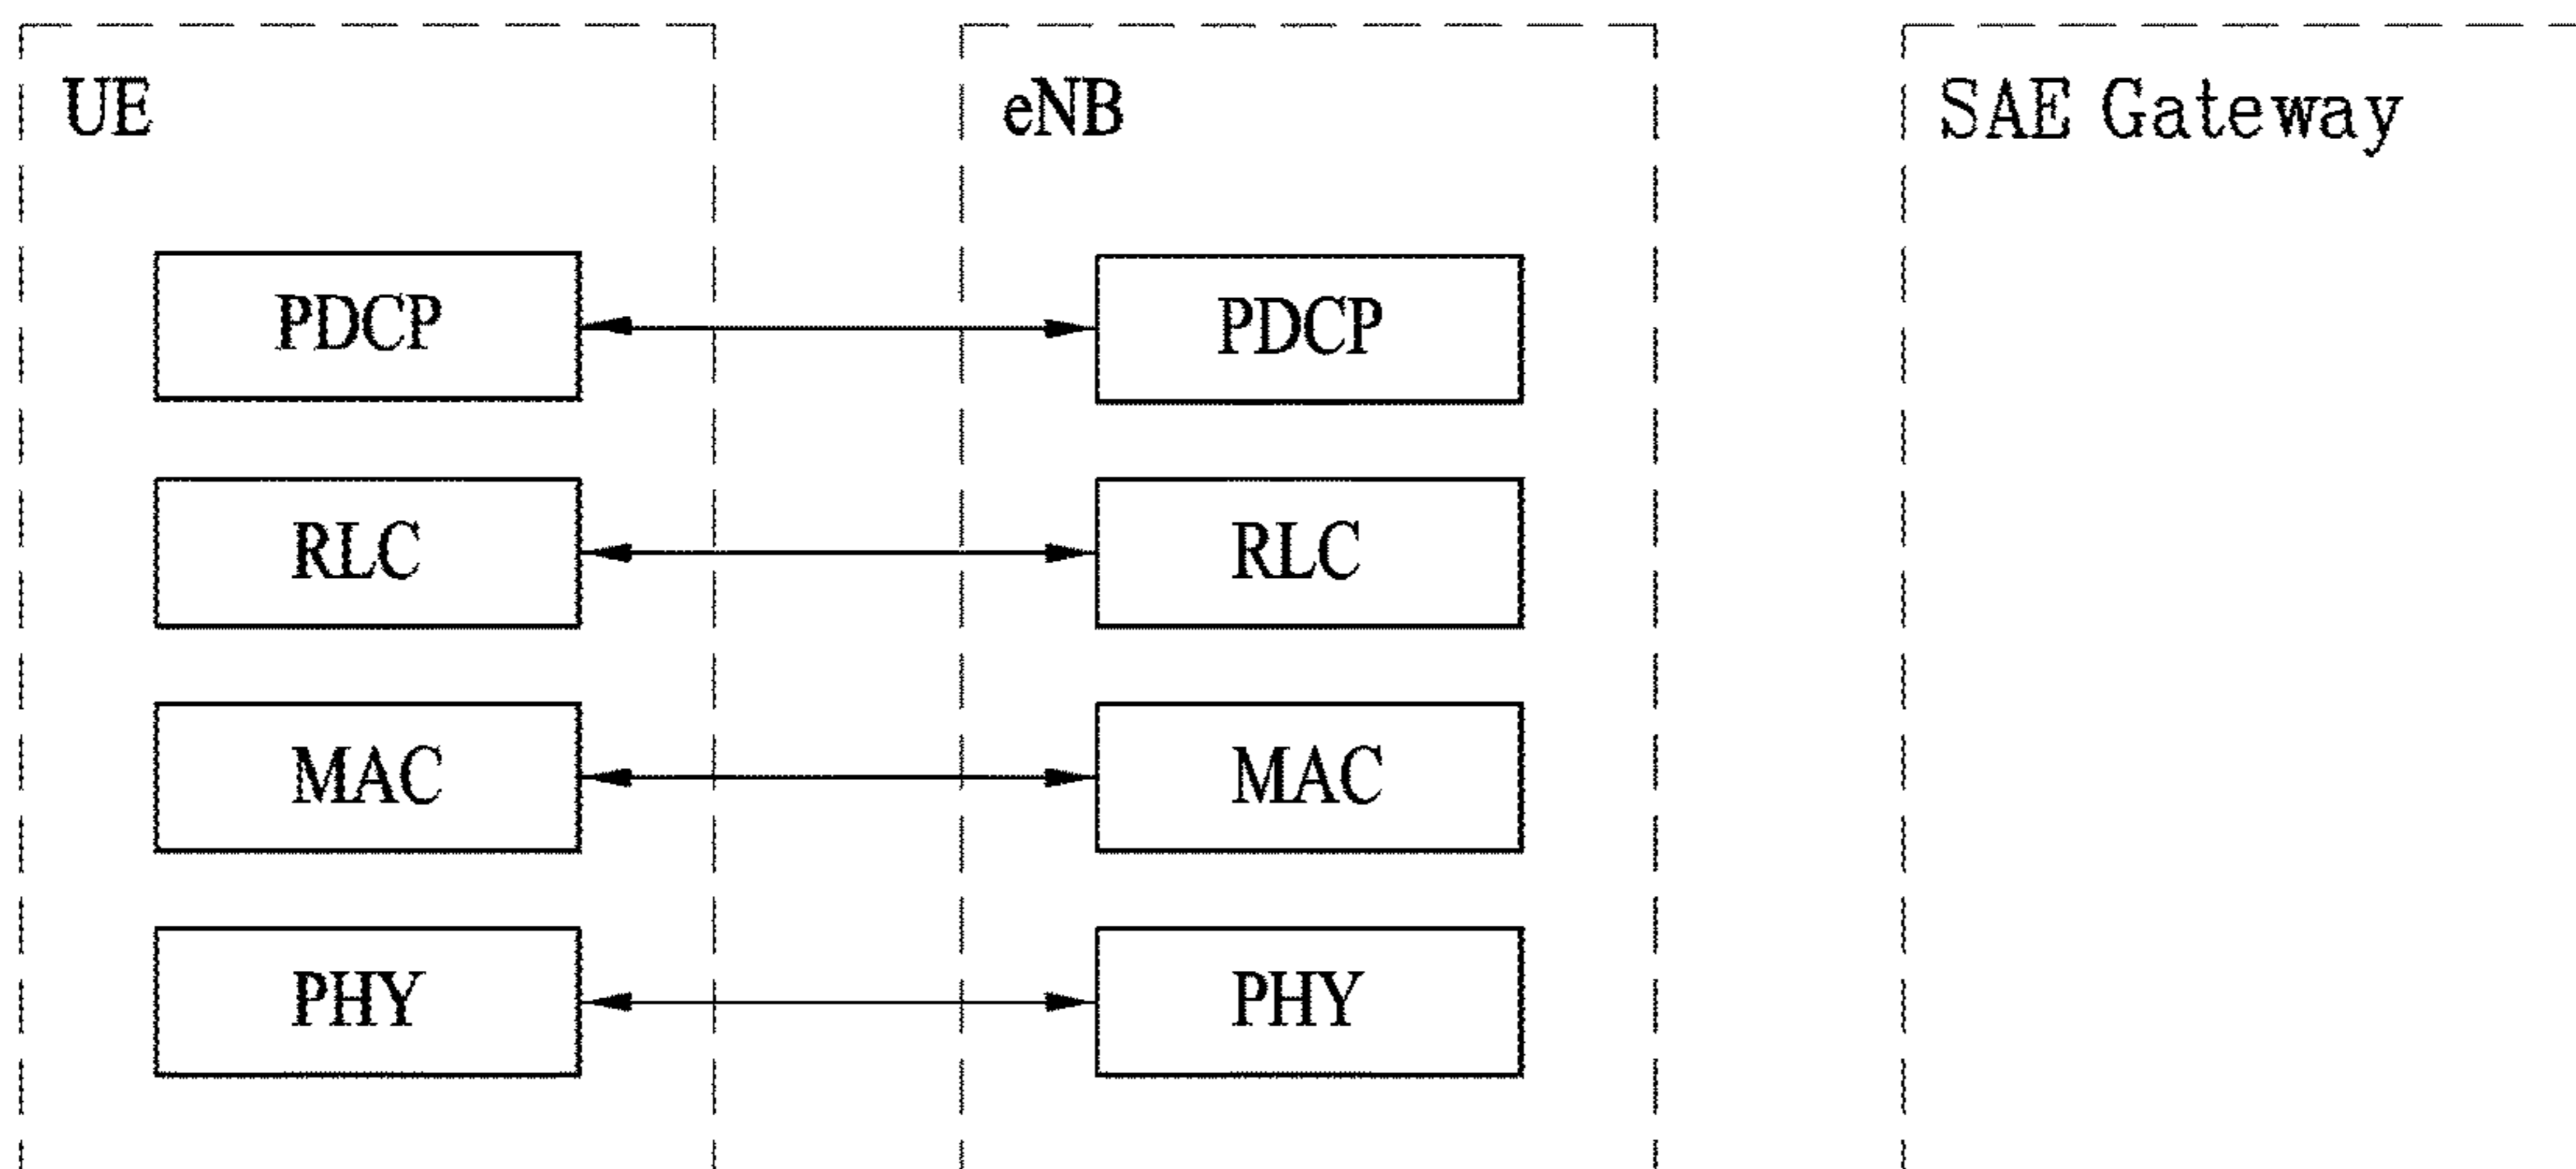 UE
eNB
SAE Gateway
PDCP
PDCP
RLC
RLC
MAC
MAC
PHY
PHY